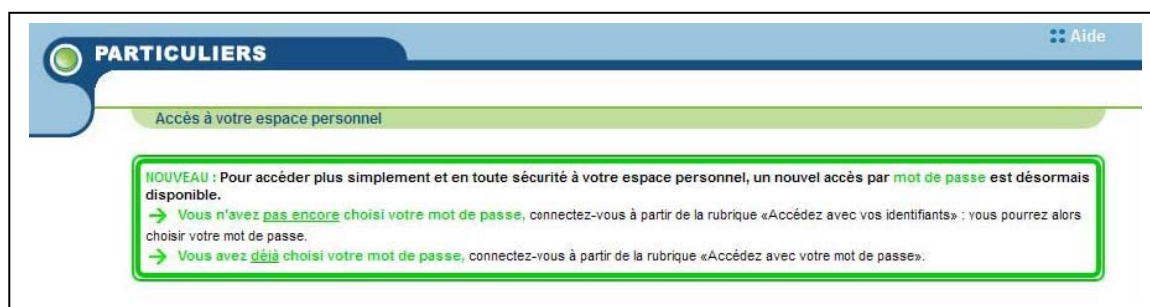 Aide
PARTICULIERS
Accès à votre espace personnel
NOUVEAU : Pour accéder plus simplement et en toute sécurité à votre espace personnel, un nouvel accès par mot de passe est désormais
disponible.
→ Vous n'avez pas encore choisi votre mot de passe, connectez-vous à partir de la rubrique «Accédez avec vos identifiants» : vous pourrez alors
choisir votre mot de passe.
→ Vous avez déjà choisi votre mot de passe, connectez-vous à partir de la rubrique «Accédez avec votre mot de passe».